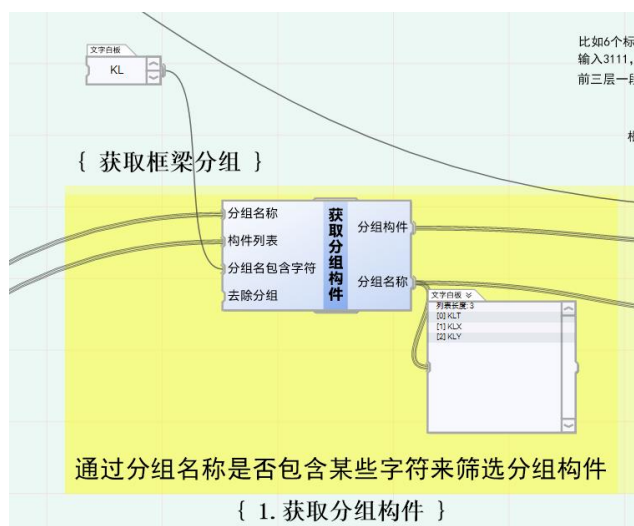 比如6个标
输入3111,
前三层一段
文字白板
KL
{ 获取框梁分组 }
分组名称
构件列表
分组名包含字符
去除分组
获取分组构件
分组构件
分组名称
文字白板
列表长度:3
[0] KLT
[1] KLX
[2] KLY
通过分组名称是否包含某些字符来筛选分组构件
{ 1.获取分组构件 }